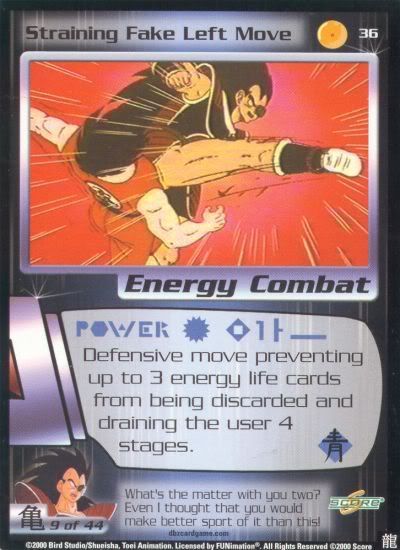 Straining Fake Left Move 36
Energy Combat
POWER
Defensive move preventing
up to 3 energy life cards
from being discarded and
draining the user 4
stages.
青
SCORE
亀 9 of 44
What's the matter with you two?
Even I thought that you would
make better sport of it than this!
dbzcardgame.com
龍
©2000 Bird Studio/Shueisha, Toei Animation. Licensed by FUNimation®. All Rights Reserved ©2000 Score